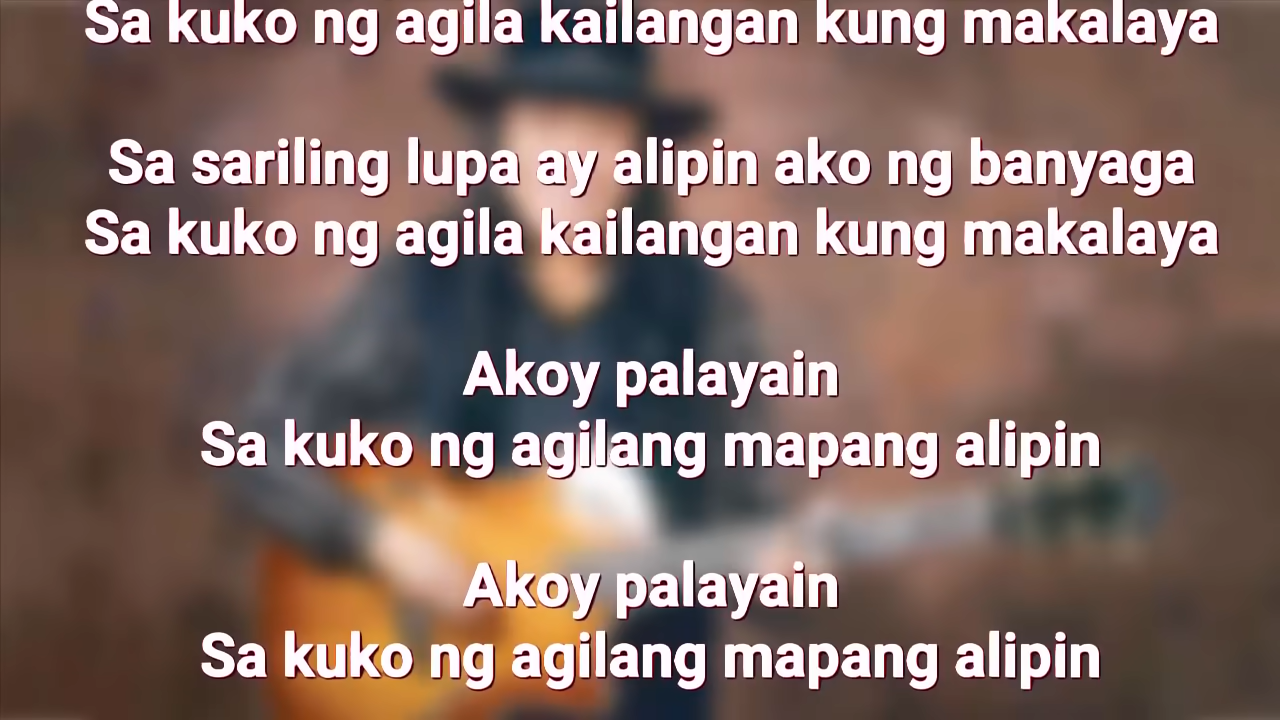 Sa kuko ng agila kailangan kung makalaya
Sa sariling lupa ay alipin ako ng banyaga
Sa kuko ng agila kailangan kung makalaya
Akoy palayain
Sa kuko ng agilang mapang alipin
Akoy palayain
Sa kuko ng agilang mapang alipin